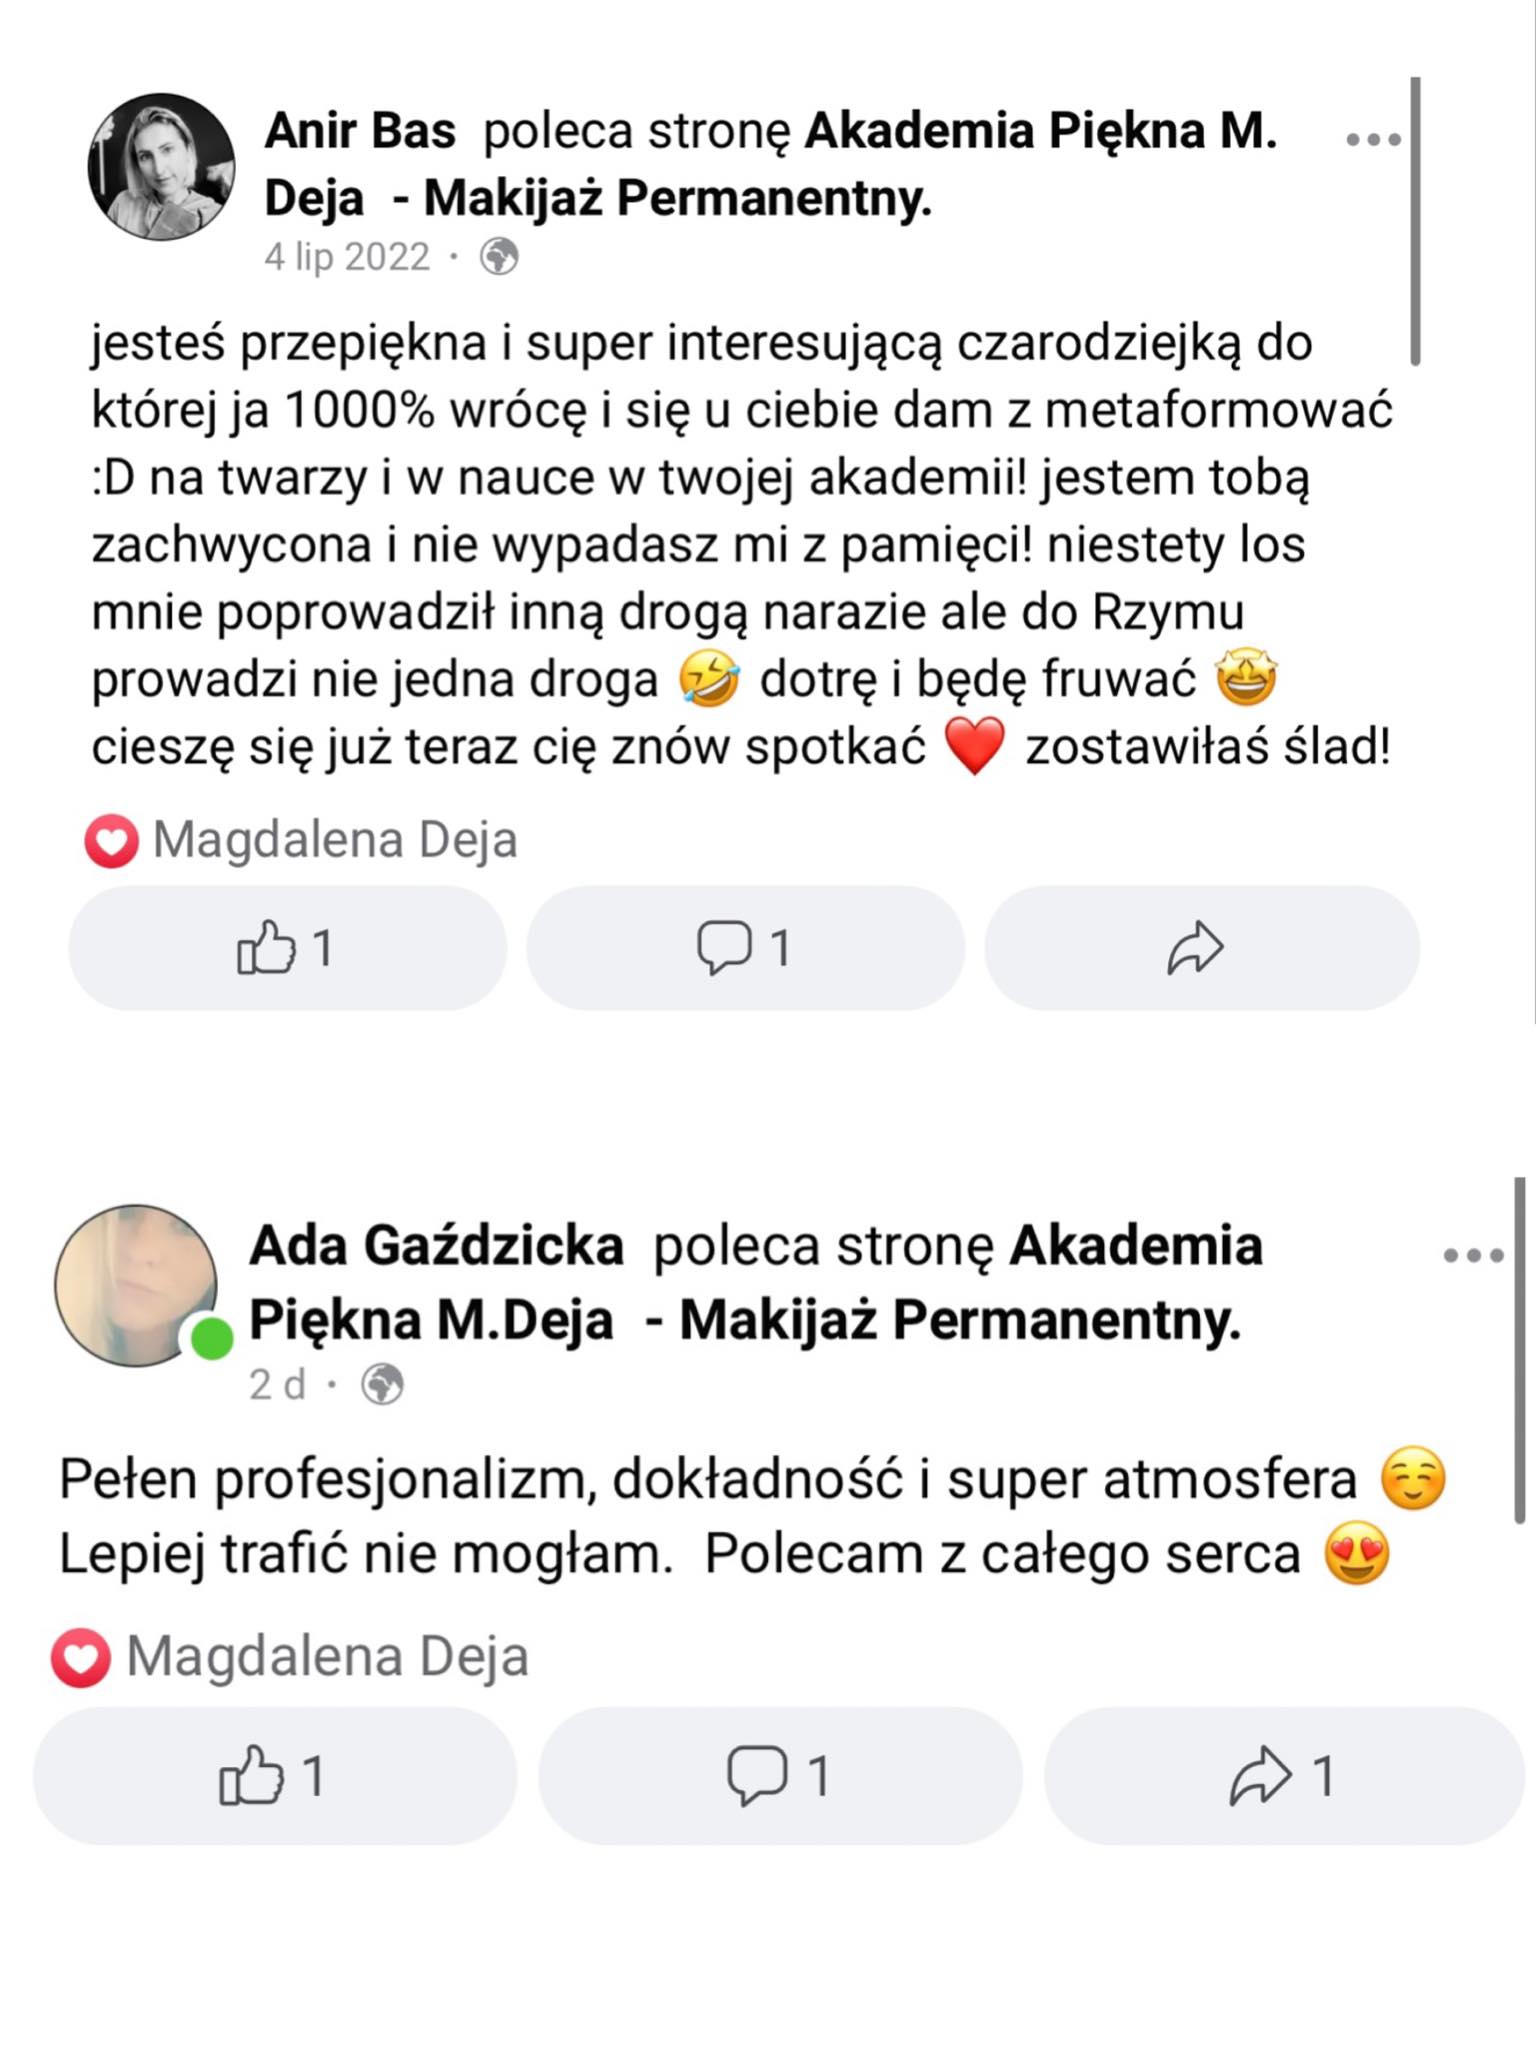 Anir Bas poleca stronę Akademia Piękna M.
Deja - Makijaż Permanentny.
4 lip 2022 ·
jesteś przepiękna i super interesującą czarodziejką do
której ja 1000% wrócę i się u ciebie dam z metaformować
:D na twarzy i w nauce w twojej akademii! jestem tobą
zachwycona i nie wypadasz mi z pamięci! niestety los
mnie poprowadził inną drogą narazie ale do Rzymu
prowadzi nie jedna droga 🤣 dotrę i będę fruwać 🤩
cieszę się już teraz cię znów spotkać ❤️ zostawiłaś ślad!
Magdalena Deja
1 1
Ada Gaździcka poleca stronę Akademia
Piękna M.Deja - Makijaż Permanentny.
2 d ·
Pełen profesjonalizm, dokładność i super atmosfera ☺️
Lepiej trafić nie mogłam. Polecam z całego serca 😍
Magdalena Deja
1 1 1